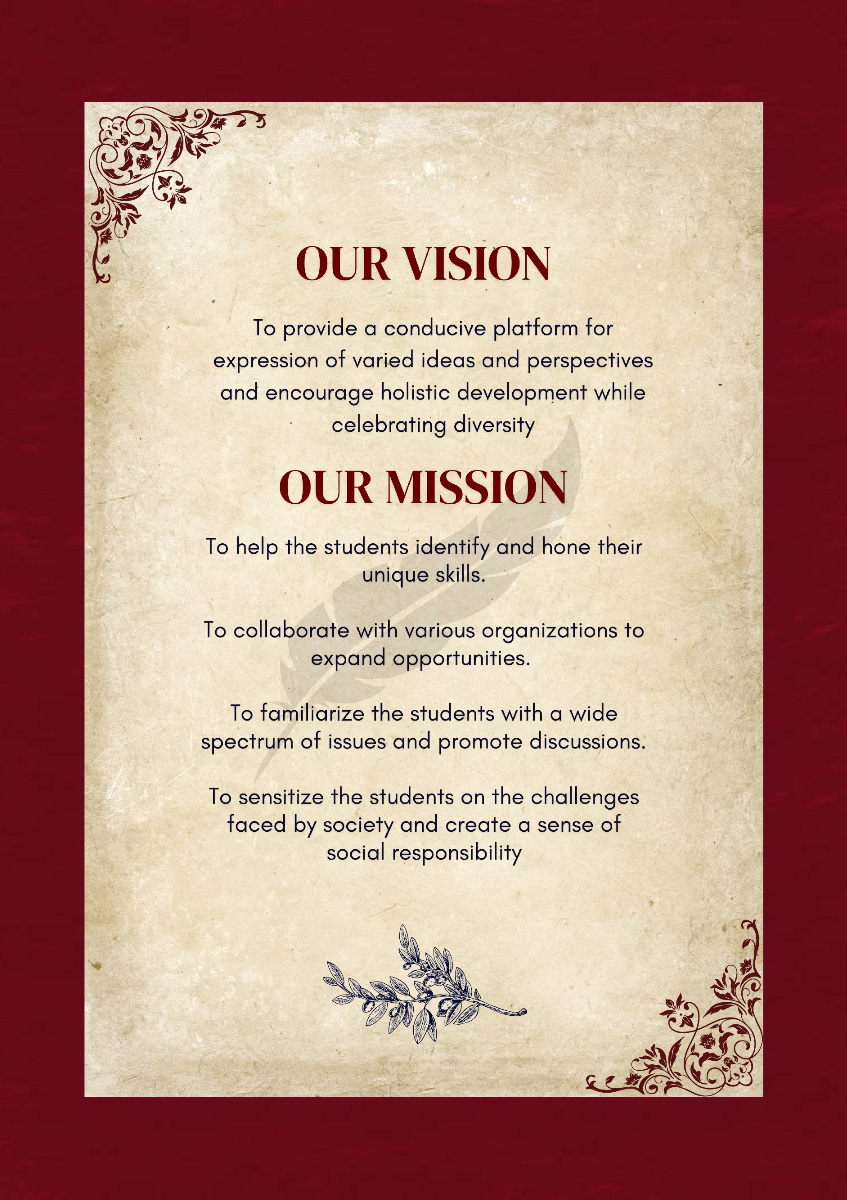 OUR VISION
To provide a conducive platform for
expression of varied ideas and perspectives
and encourage holistic development while
celebrating diversity
OUR MISSION
To help the students identify and hone their
unique skills.
To collaborate with various organizations to
expand opportunities.
To familiarize the students with a wide
spectrum of issues and promote discussions.
To sensitize the students on the challenges
faced by society and create a sense of
social responsibility